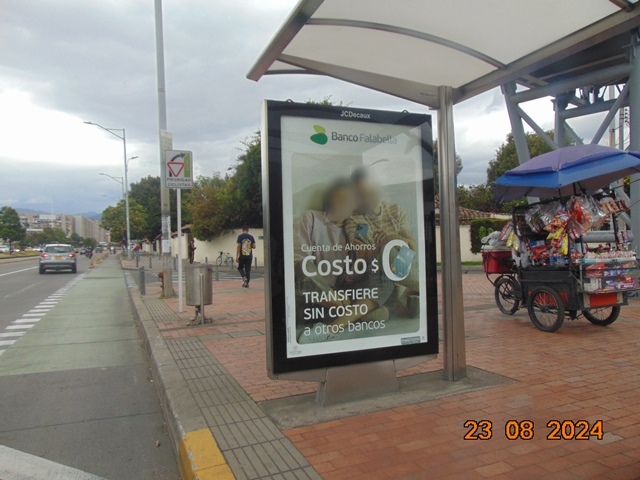 JCDecaux
Banco Falabella
Cuenta de Ahorros
Costo $0
TRANSFIERE
SIN COSTO
a otros bancos
23 08 2024